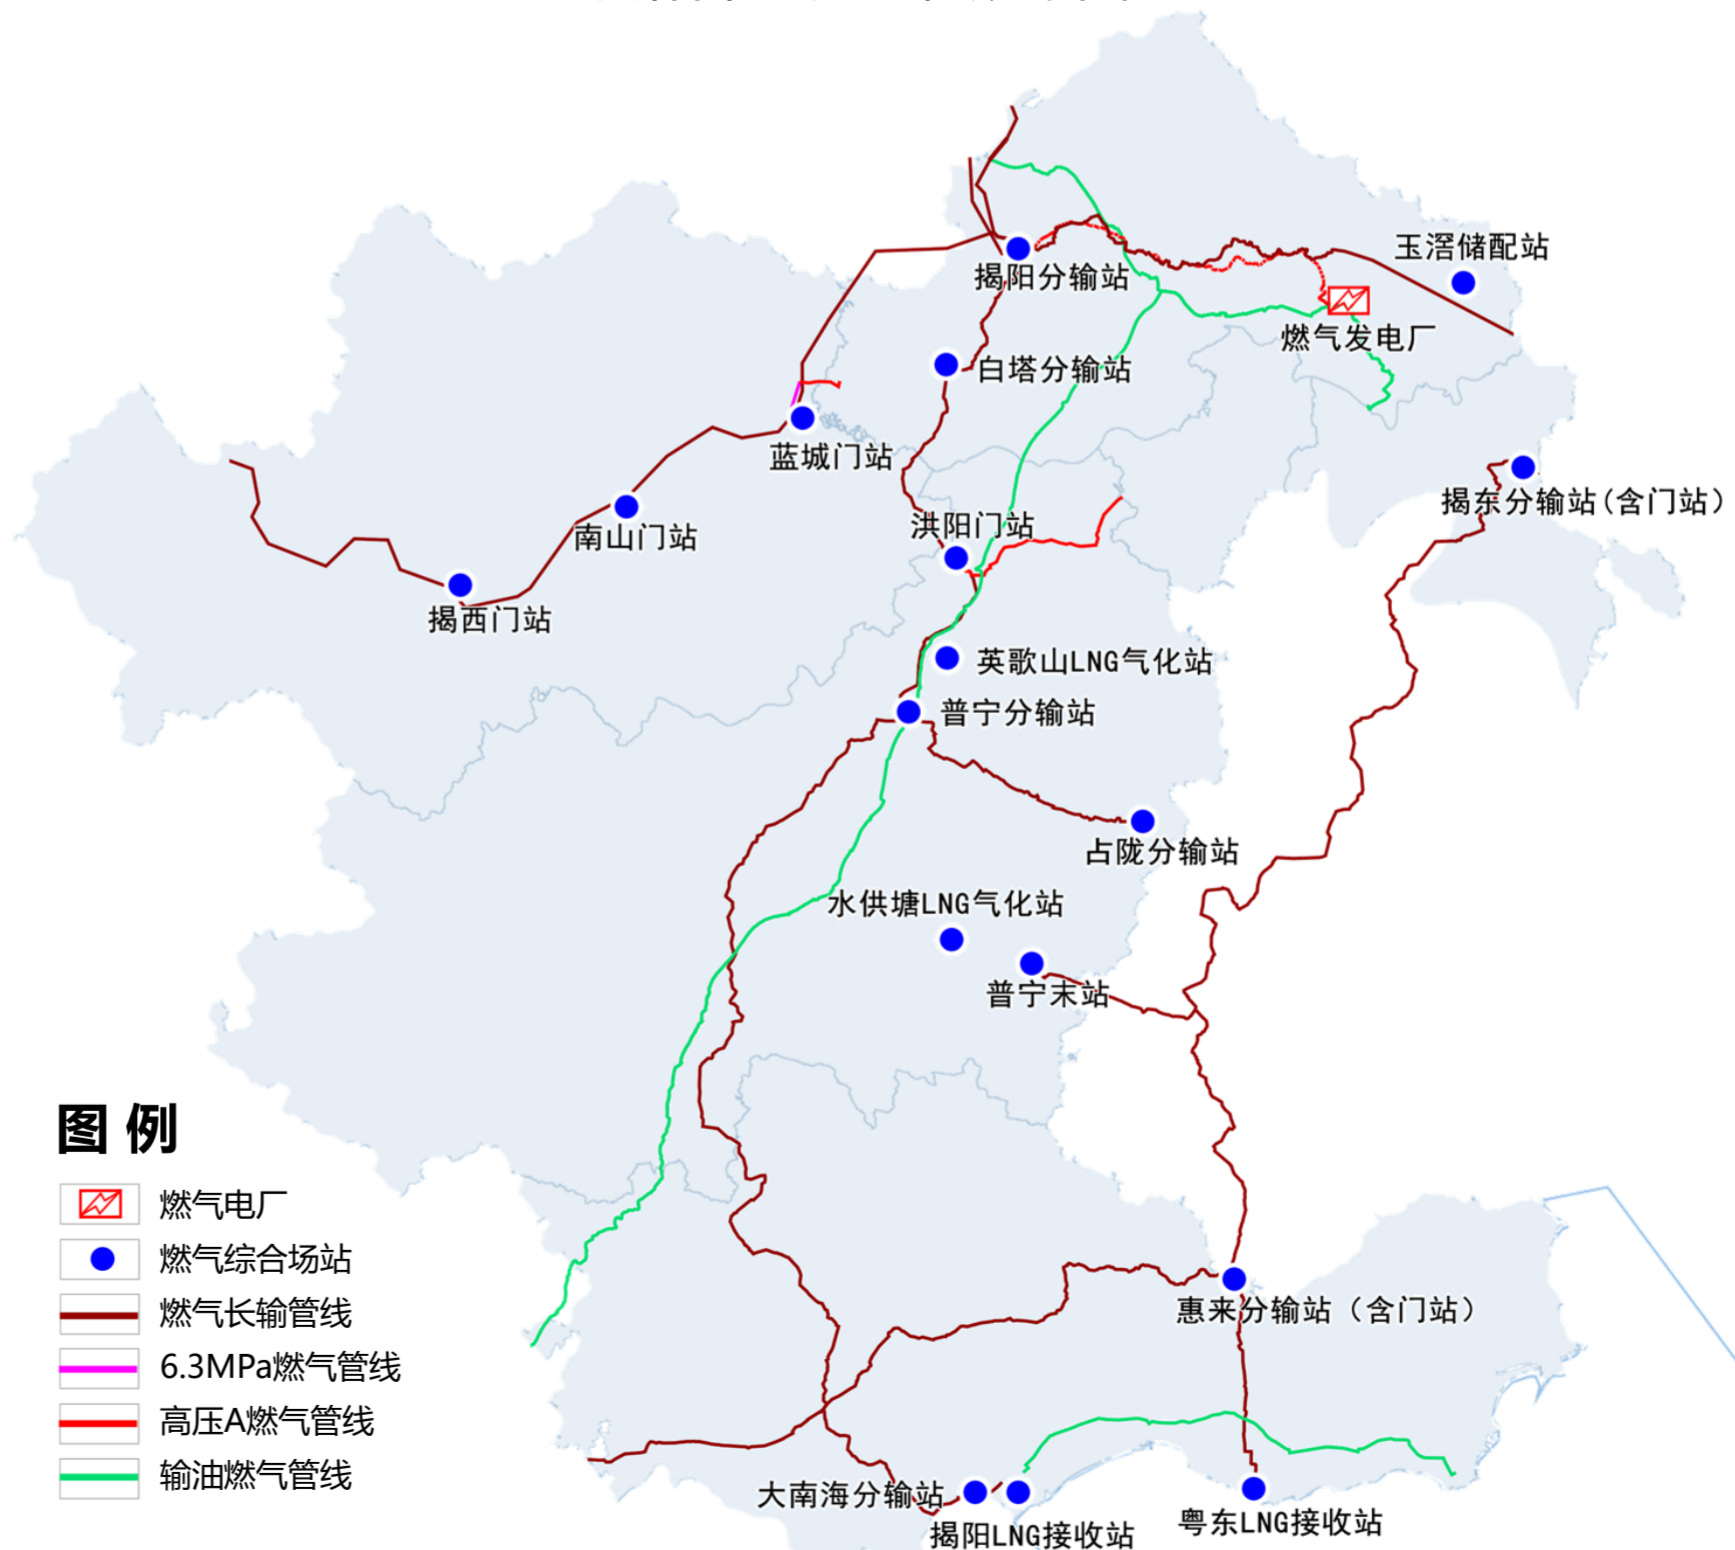 玉滘储配站
揭阳分输站
燃气发电厂
白塔分输站
蓝城门站
揭东分输站(含门站)
洪阳门站
南山门站
揭西门站
英歌山LNG气化站
普宁分输站
占陇分输站
水供塘LNG气化站
普宁末站
惠来分输站（含门站）
大南海分输站
揭阳LNG接收站
粤东LNG接收站
图 例
燃气电厂
燃气综合场站
燃气长输管线
6.3MPa燃气管线
高压A燃气管线
输油燃气管线